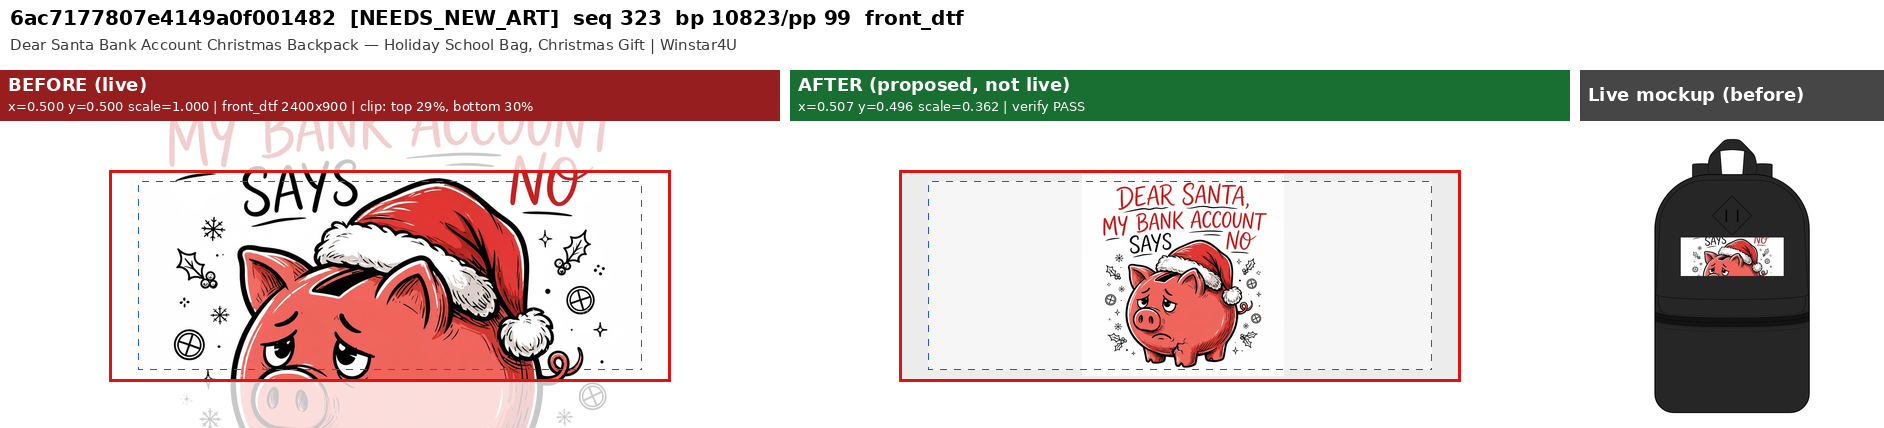 6ac7177807e4149a0f001482  [NEEDS_NEW_ART]  seq 323  bp 10823/pp 99  front_dtf
Dear Santa Bank Account Christmas Backpack — Holiday School Bag, Christmas Gift | Winstar4U
BEFORE (live)
x=0.500 y=0.500 scale=1.000 | front_dtf 2400x900 | clip: top 29%, bottom 30%
MY BANK ACCOUNT
SAYS NO
AFTER (proposed, not live)
x=0.507 y=0.496 scale=0.362 | verify PASS
DEAR SANTA,
MY BANK ACCOUNT
SAYS NO
Live mockup (before)
SAYS NO